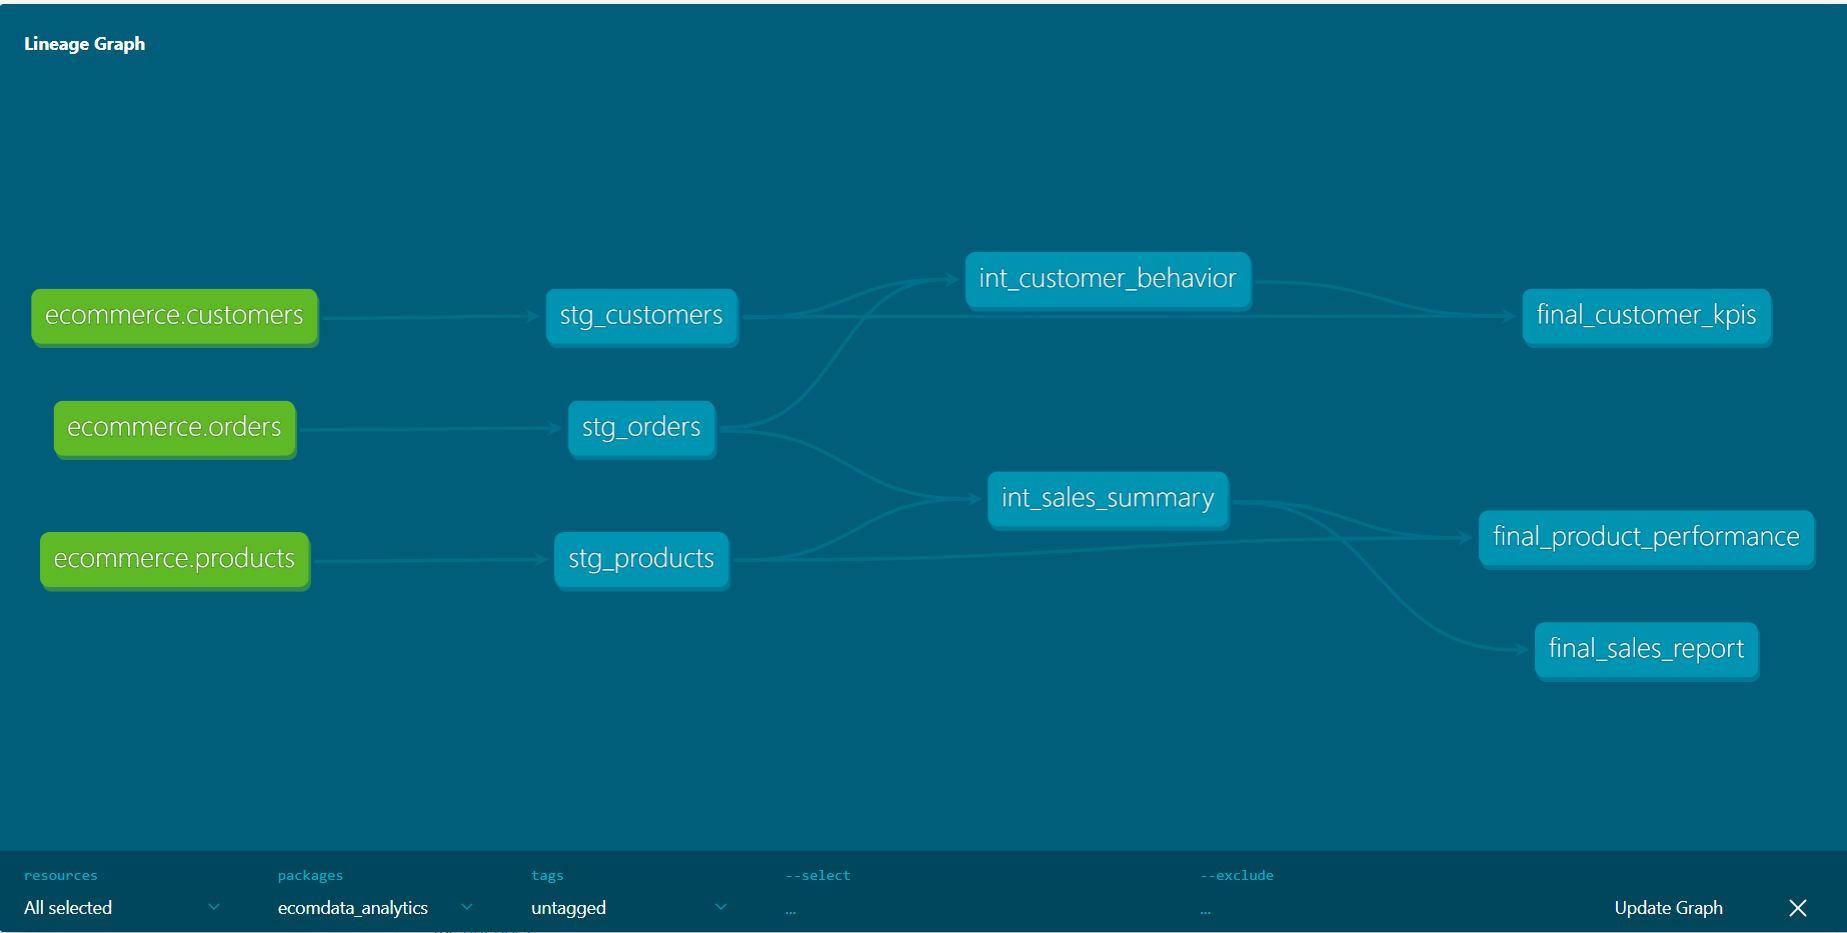 Lineage Graph
int_customer_behavior
ecommerce.customers
stg_customers
final_customer_kpis
ecommerce.orders
stg_orders
int_sales_summary
final_product_performance
ecommerce.products
stg_products
final_sales_report
resources
packages
tags
--select
--exclude
All selected
ecomdata_analytics
untagged
...
...
Update Graph